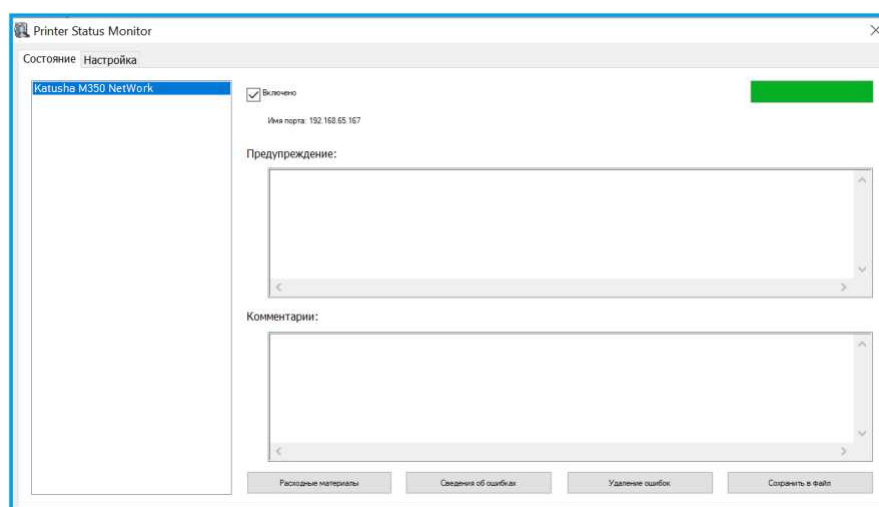 Printer Status Monitor
Состояние Настройка
Katusha M350 NetWork
Включено
Имя порта: 192.168.65.167
Предупреждение:
Комментарии:
Расходные материалы Сведения об ошибках Удаление ошибок Сохранить в файл